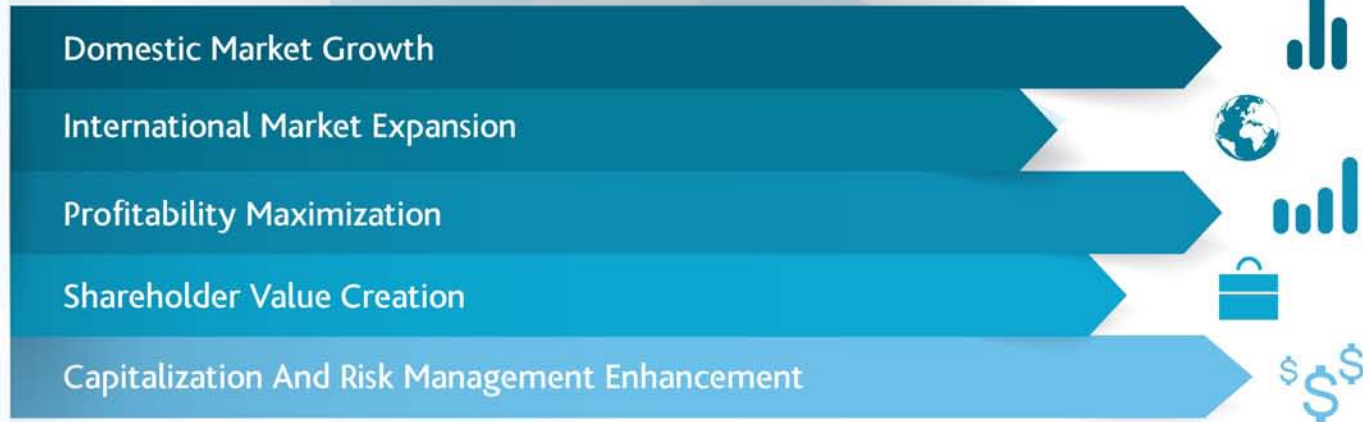 Domestic Market Growth
International Market Expansion
Profitability Maximization
Shareholder Value Creation
Capitalization And Risk Management Enhancement
$ $ $